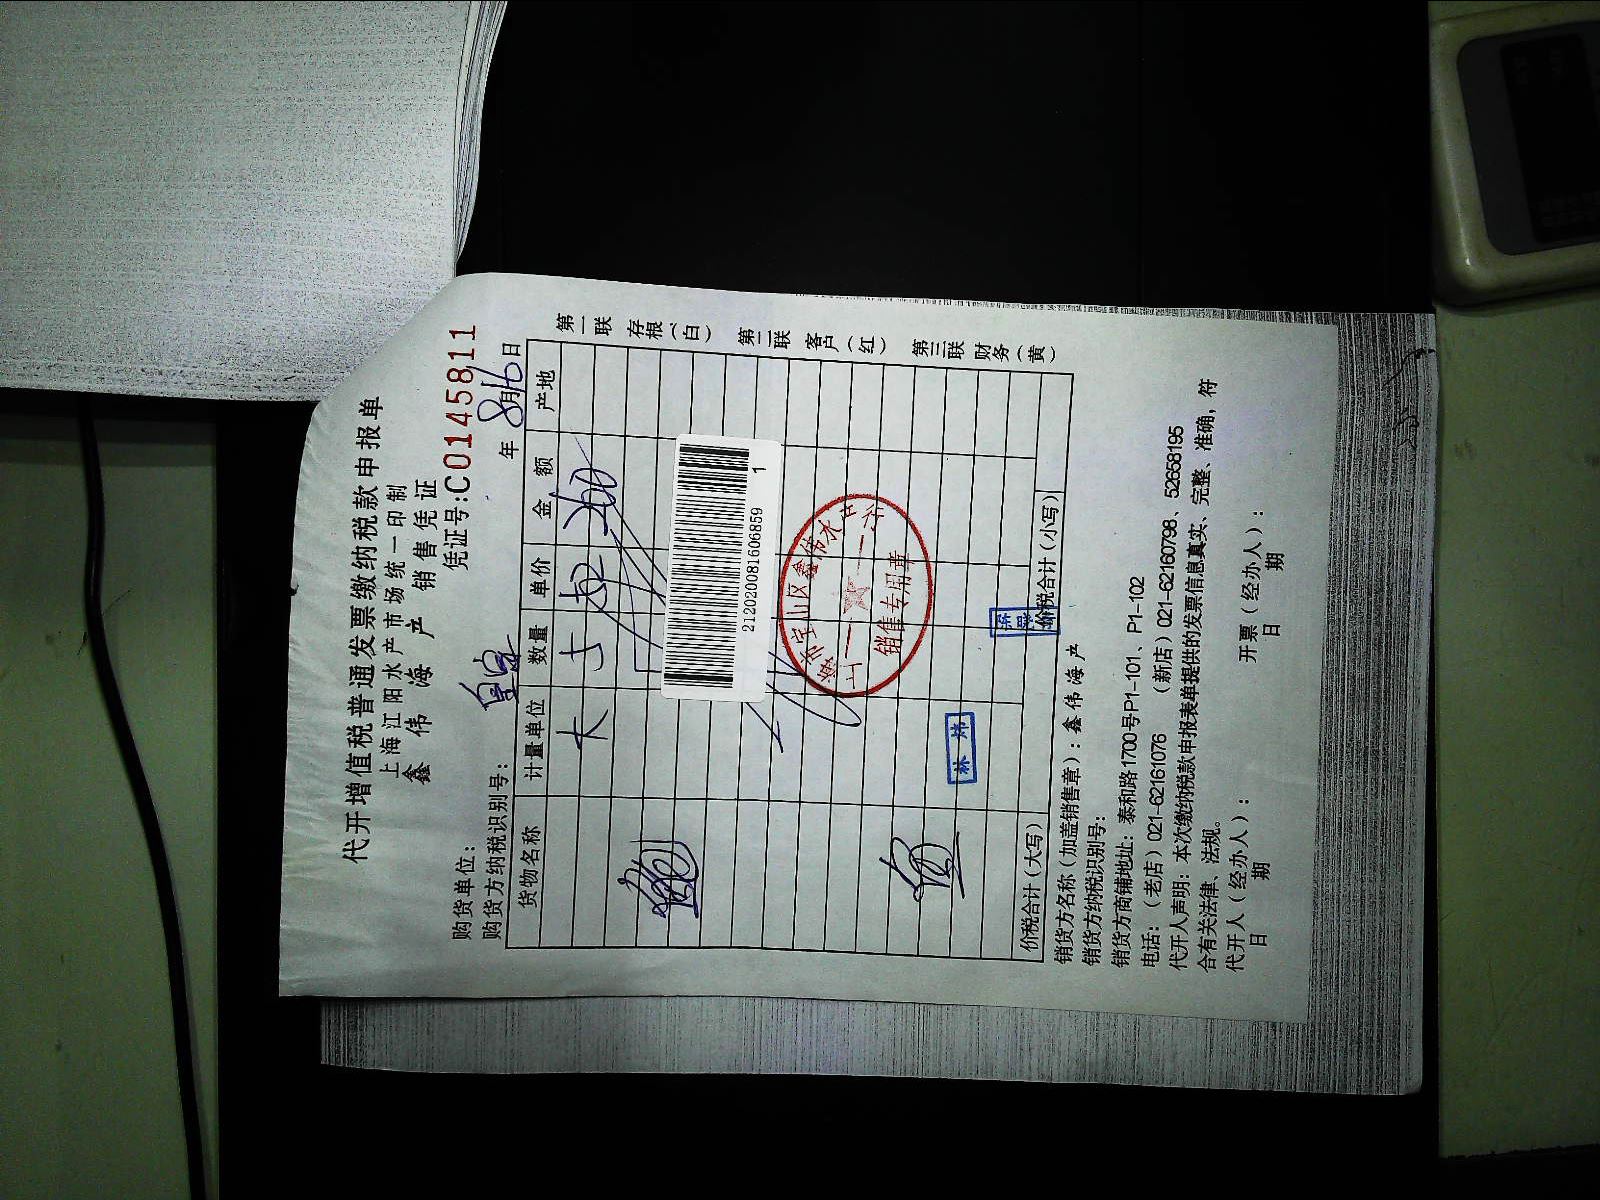 代开增值税普通发票缴纳税款申报单
上海江阳水产市场统一印制
鑫伟海产 销售凭证
凭证号:C0145811
购货单位：
购货方纳税识别号：
年 8月16日
货物名称 计量单位 数量 单价 金额 产地
大
第一联 存根（白）
第二联 客户（红）
第三联 财务（黄）
2120202081606859 1
上海市宝山区鑫伟水产行
销售专用章
林炜
价税合计（大写） 价税合计（小写）
销货方名称（加盖销售章）：鑫伟海产
销货方纳税识别号：
销货方商铺地址：泰和路1700号P1-101、P1-102
电话：（老店）021-62161076 （新店）021-62160798、52658195
代开人声明：本次缴纳税款申报表单提供的发票信息真实、完整、准确，符
合有关法律、法规。
代开人（经办人）： 开票（经办人）：
日 期 日 期